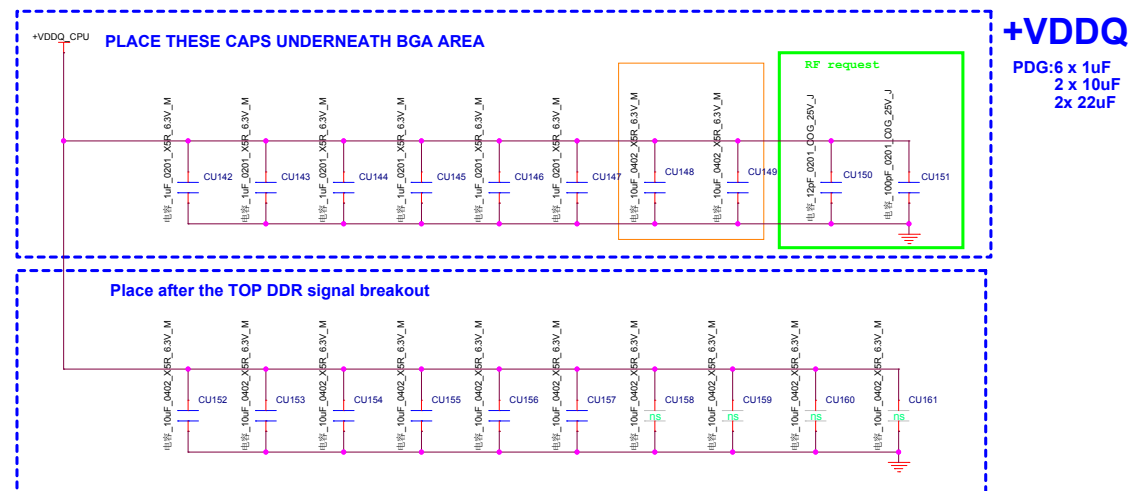 +VDDQ_CPU
PLACE THESE CAPS UNDERNEATH BGA AREA
+VDDQ
PDG:6 x 1uF
2 x 10uF
2x 22uF
RF request
电容_1uF_0201_X5R_6.3V_M
CU142
电容_1uF_0201_X5R_6.3V_M
CU143
电容_1uF_0201_X5R_6.3V_M
CU144
电容_1uF_0201_X5R_6.3V_M
CU145
电容_1uF_0201_X5R_6.3V_M
CU146
电容_1uF_0201_X5R_6.3V_M
CU147
电容_10uF_0402_X5R_6.3V_M
CU148
电容_10uF_0402_X5R_6.3V_M
CU149
电容_12pF_0201_COG_25V_J
CU150
电容_100pF_0201_C0G_25V_J
CU151
Place after the TOP DDR signal breakout
电容_10uF_0402_X5R_6.3V_M
CU152
电容_10uF_0402_X5R_6.3V_M
CU153
电容_10uF_0402_X5R_6.3V_M
CU154
电容_10uF_0402_X5R_6.3V_M
CU155
电容_10uF_0402_X5R_6.3V_M
CU156
电容_10uF_0402_X5R_6.3V_M
CU157
电容_10uF_0402_X5R_6.3V_M
CU158
ns
电容_10uF_0402_X5R_6.3V_M
CU159
ns
电容_10uF_0402_X5R_6.3V_M
CU160
ns
电容_10uF_0402_X5R_6.3V_M
CU161
ns